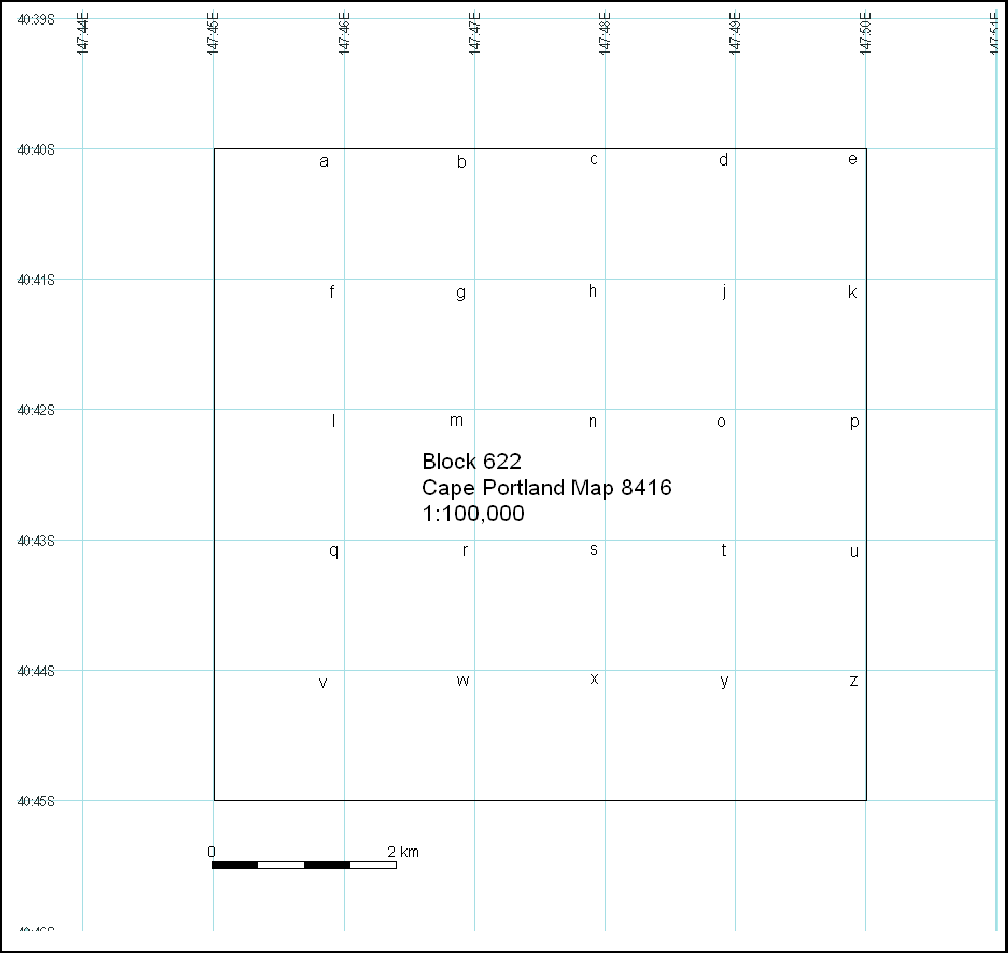 40:39S
147:44E 147:45E 147:46E 147:47E 147:48E 147:49E 147:50E 147:51E
40:40S
a b c d e
40:41S
f g h j k
40:42S
l m n o p
Block 622
Cape Portland Map 8416
1:100,000
40:43S
q r s t u
40:44S
v w x y z
40:45S
0 2 km